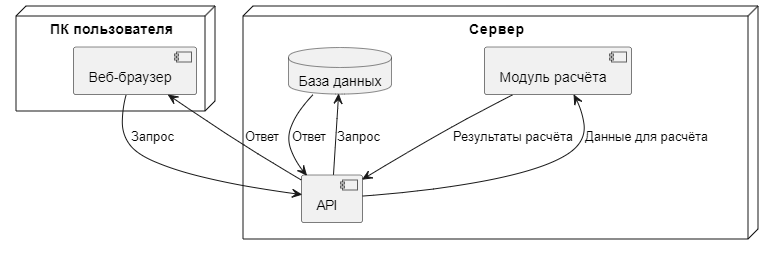 ПК пользователя
Сервер
Веб-браузер
База данных
Модуль расчёта
Запрос
Ответ
Ответ
Запрос
Результаты расчёта
Данные для расчёта
API